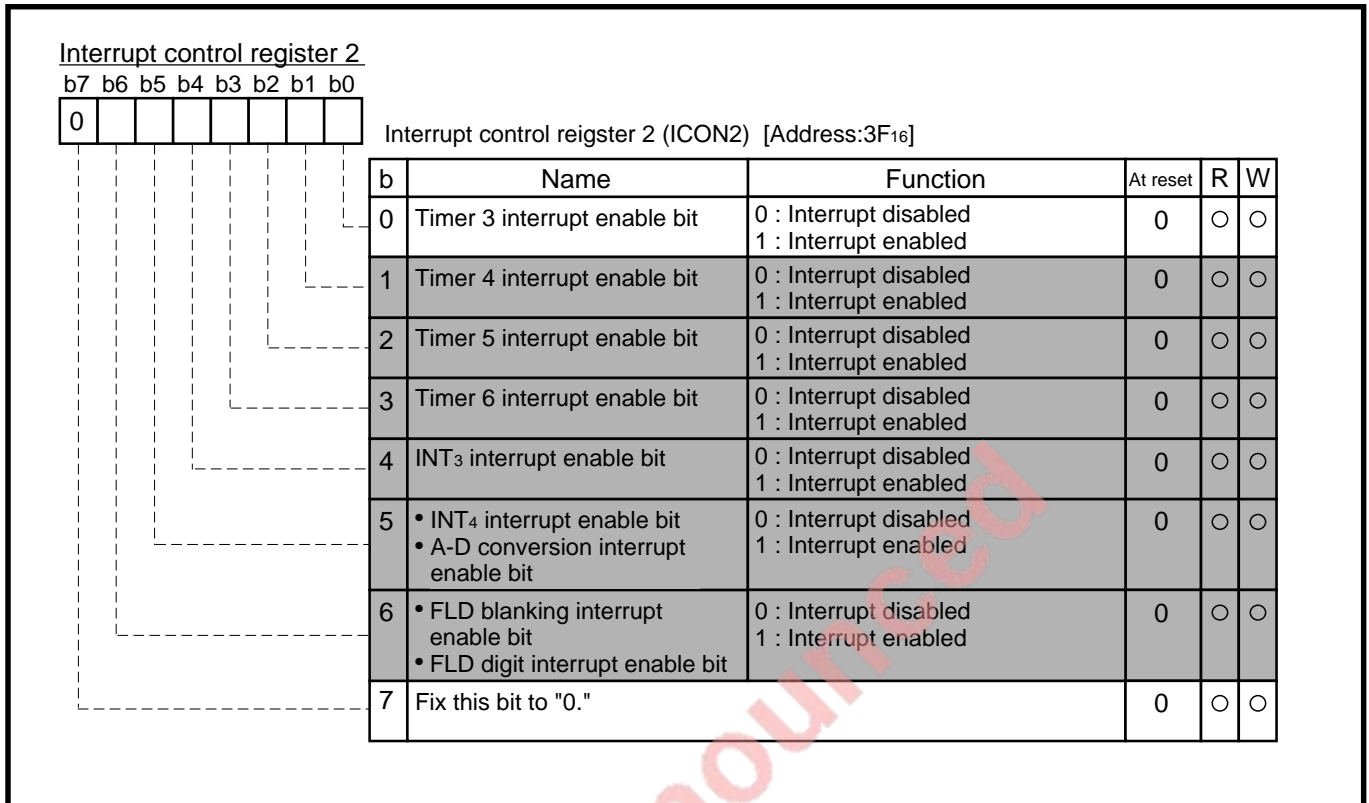 Interrupt control register 2
b7 b6 b5 b4 b3 b2 b1 b0
0
Interrupt control reigster 2 (ICON2) [Address:3F16]
b Name Function At reset R W
0 Timer 3 interrupt enable bit 0 : Interrupt disabled 0 ○ ○
1 : Interrupt enabled
1 Timer 4 interrupt enable bit 0 : Interrupt disabled 0 ○ ○
1 : Interrupt enabled
2 Timer 5 interrupt enable bit 0 : Interrupt disabled 0 ○ ○
1 : Interrupt enabled
3 Timer 6 interrupt enable bit 0 : Interrupt disabled 0 ○ ○
1 : Interrupt enabled
4 INT3 interrupt enable bit 0 : Interrupt disabled 0 ○ ○
1 : Interrupt enabled
5 • INT4 interrupt enable bit 0 : Interrupt disabled 0 ○ ○
• A-D conversion interrupt 1 : Interrupt enabled
enable bit
6 • FLD blanking interrupt 0 : Interrupt disabled 0 ○ ○
enable bit 1 : Interrupt enabled
• FLD digit interrupt enable bit
7 Fix this bit to "0." 0 ○ ○
ounced